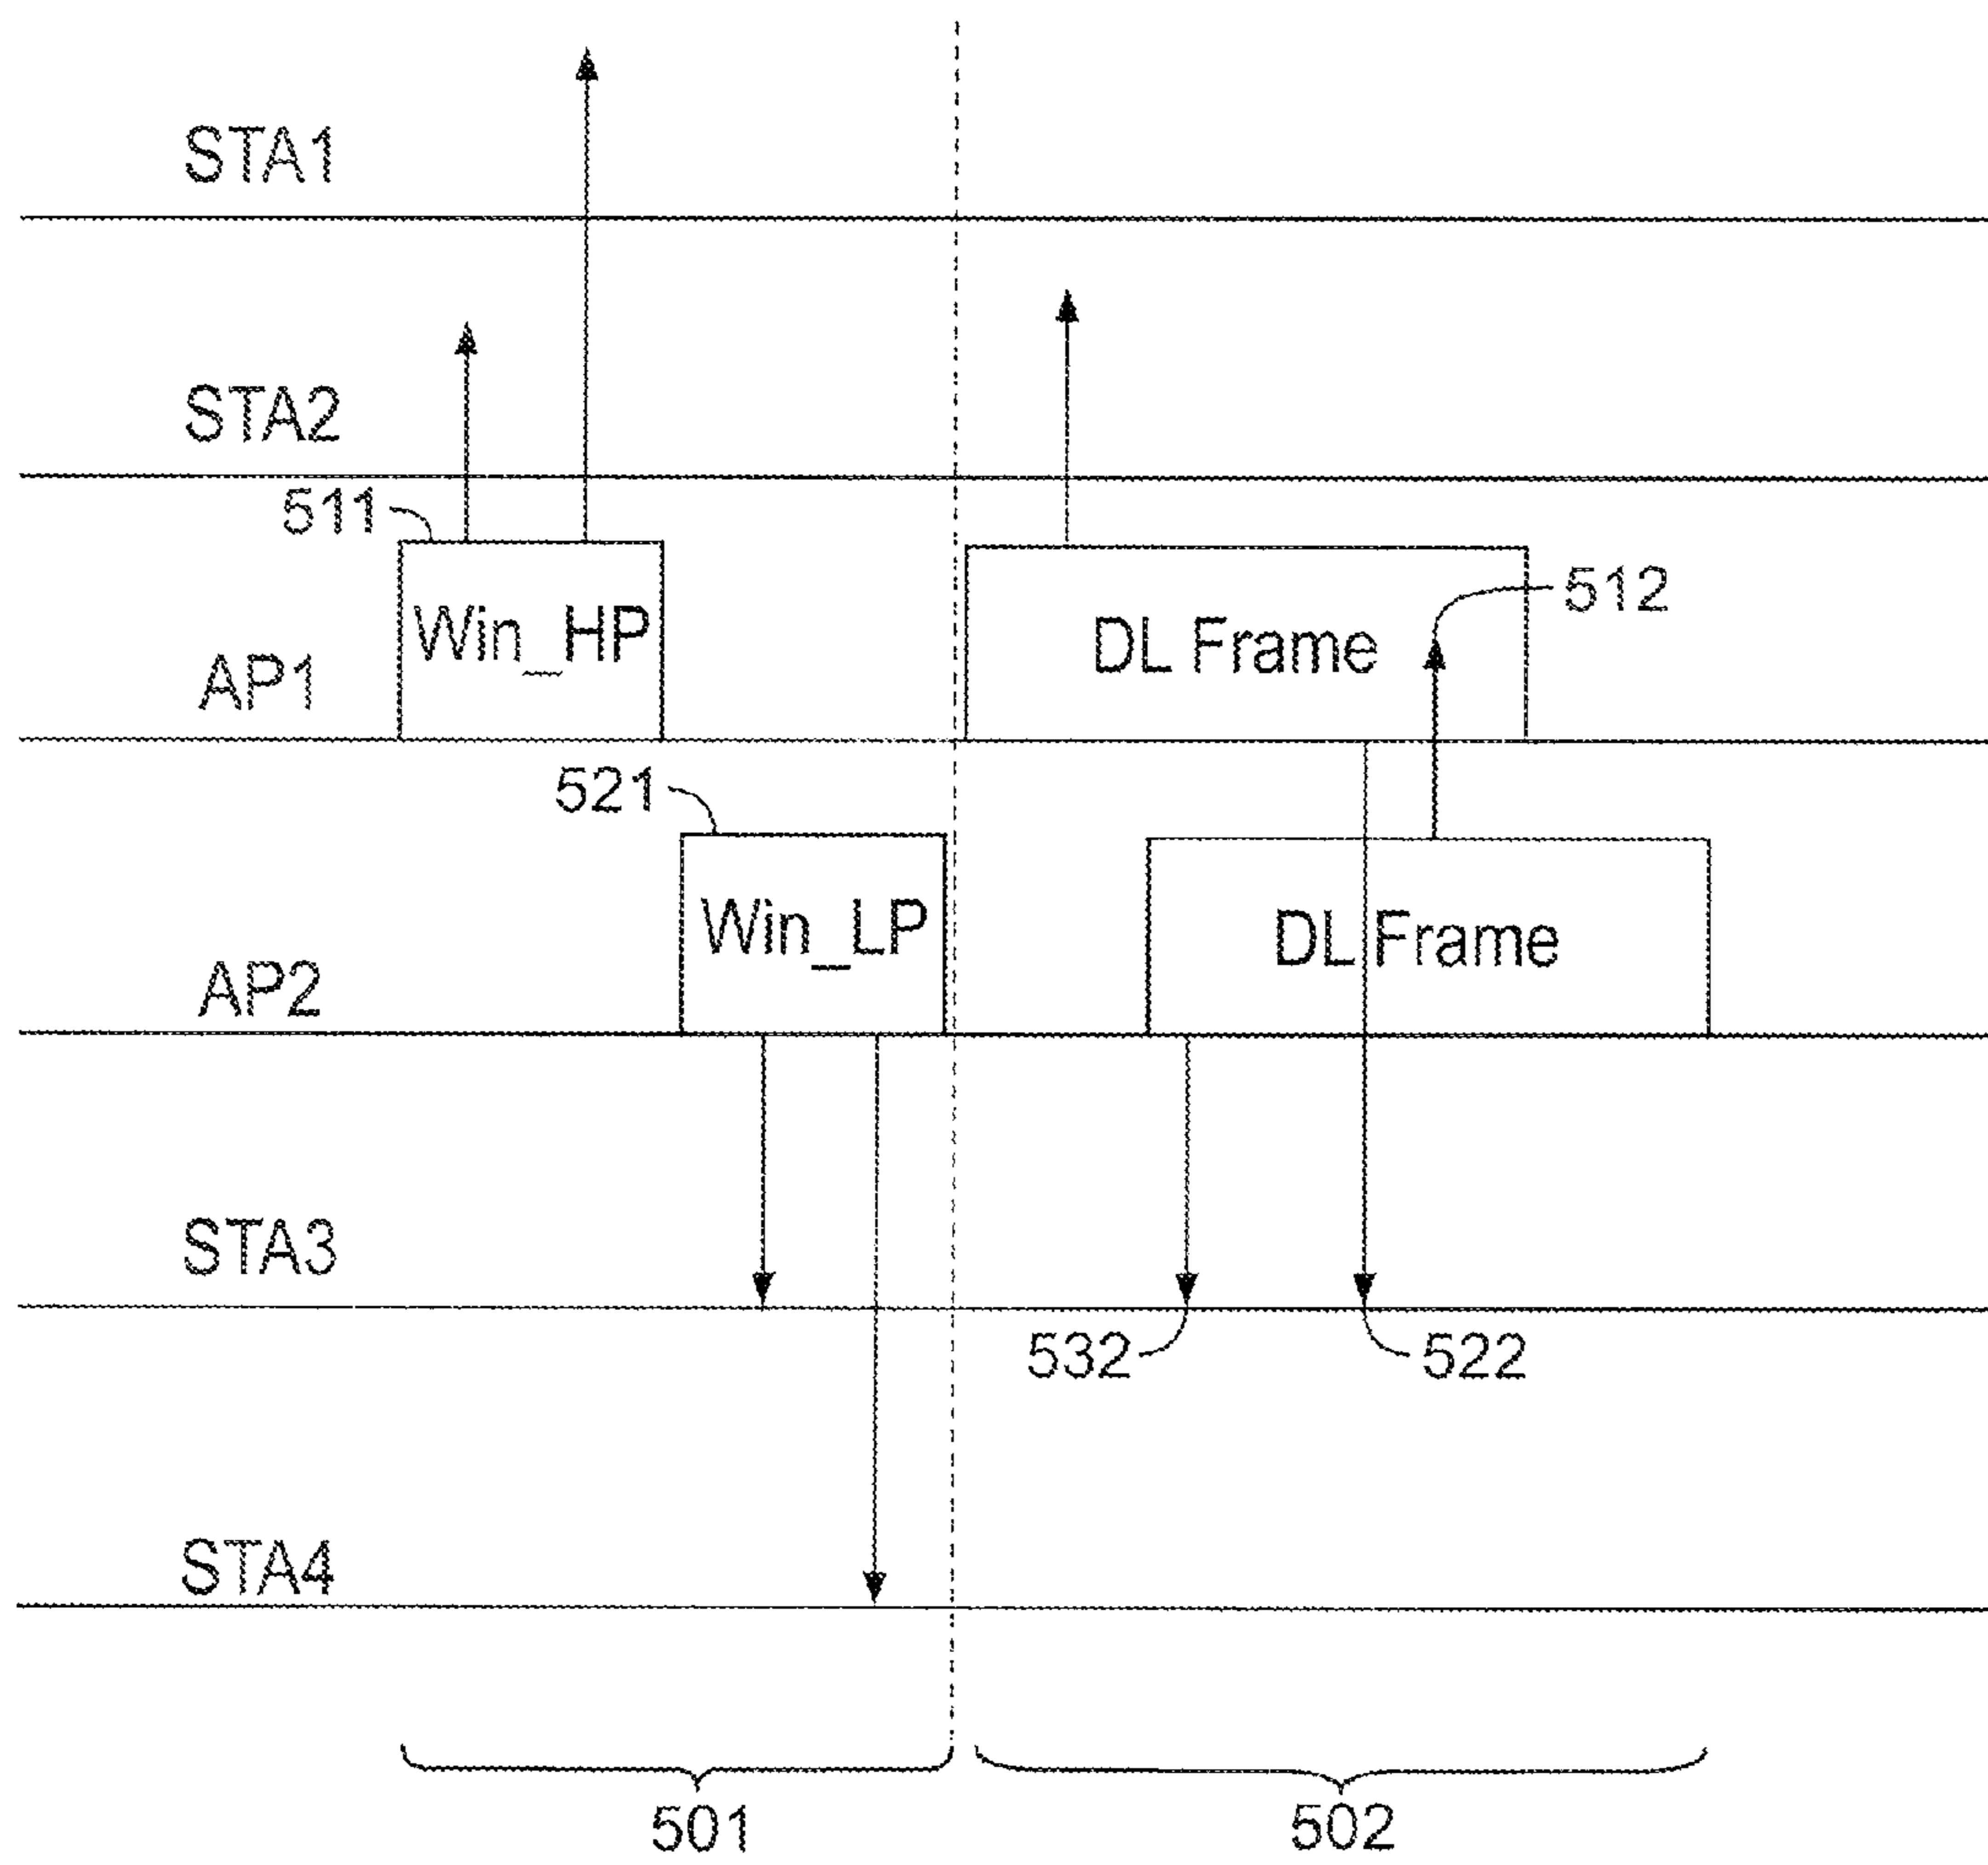 STA1
STA2
511
Win_HP
DL Frame
512
AP1
521
Win_LP
DL Frame
AP2
STA3
532
522
STA4
501
502